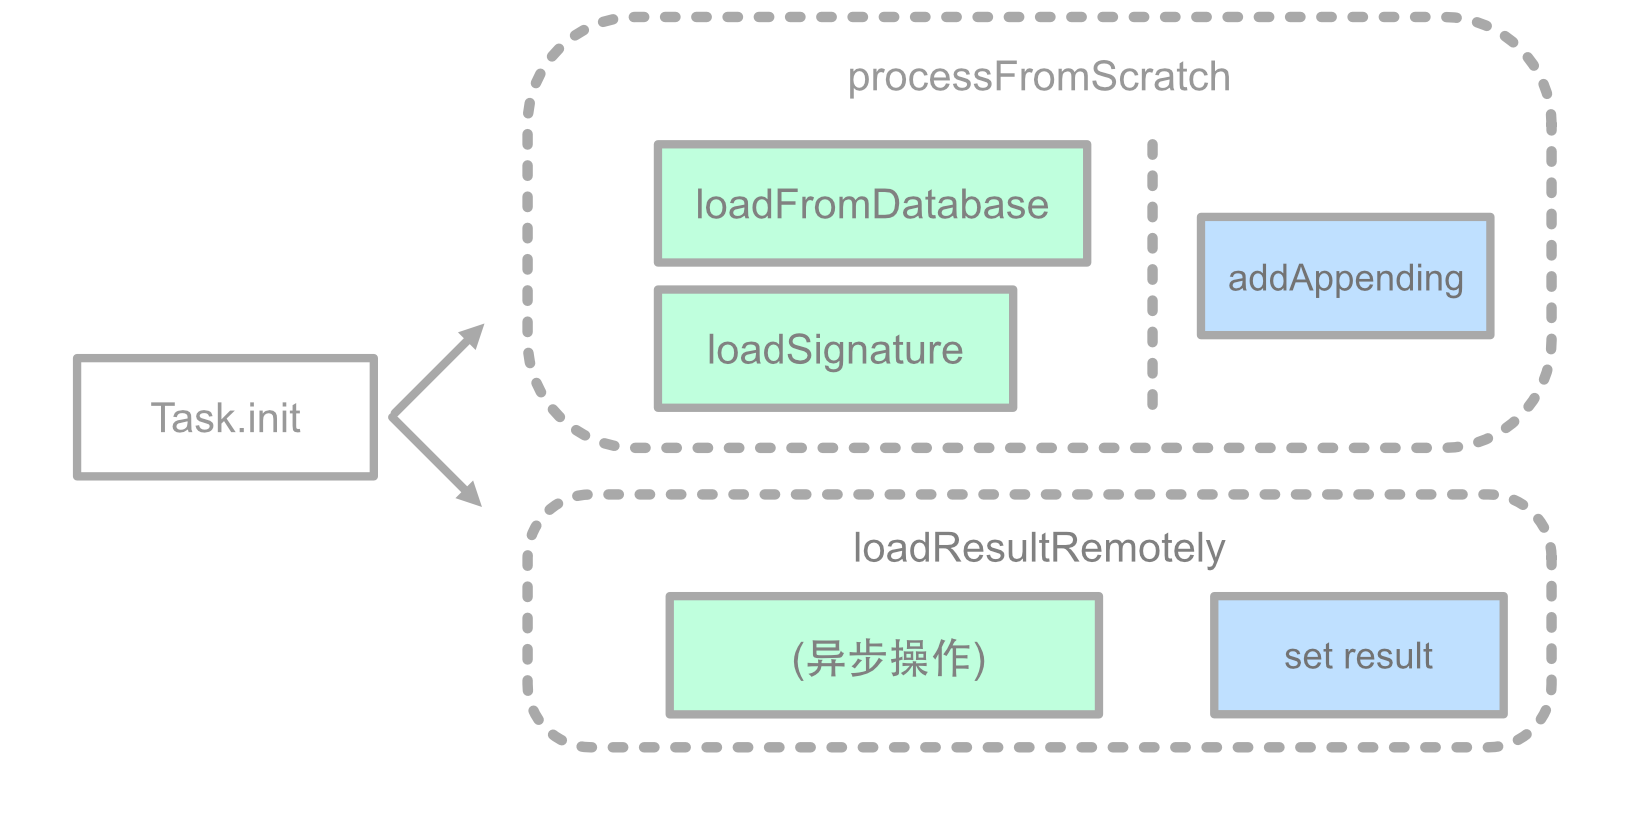 processFromScratch
loadFromDatabase
addAppending
loadSignature
Task.init
loadResultRemotely
(异步操作)
set result